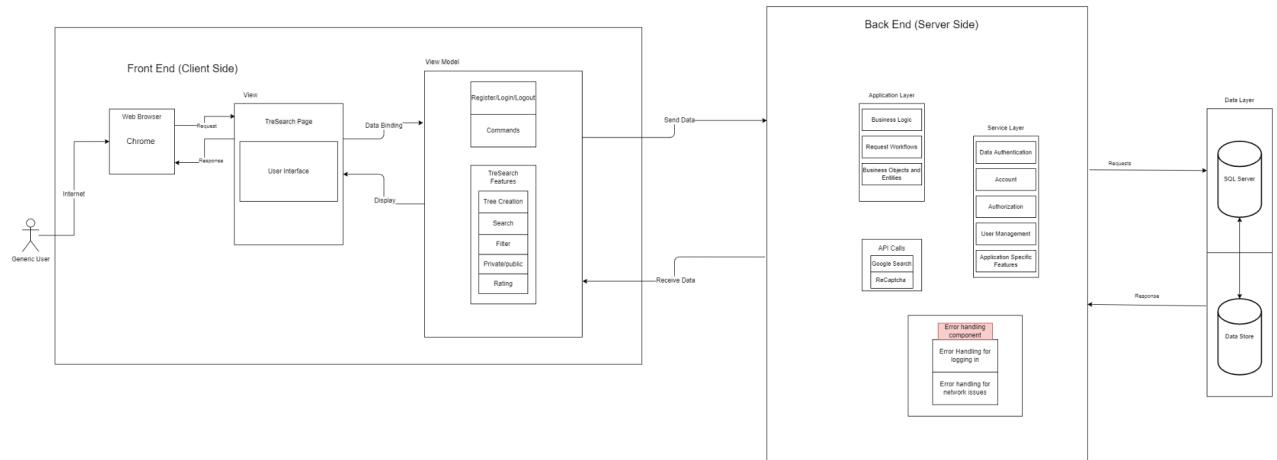 Back End (Server Side)
Front End (Client Side)
View Model
View
Web Browser
Chrome
Request
Response
TreSearch Page
User Interface
Data Binding
Display
Register/Login/Logout
Commands
TreSearch
Features
Tree Creation
Search
Filter
Private/public
Rating
Internet
Generic User
Send Data
Receive Data
Application Layer
Business Logic
Request Workflows
Business Objects and
Entities
Service Layer
Data Authentication
Account
Authorization
User Management
Application Specific
Features
API Calls
Google Search
ReCaptcha
Error handling
component
Error Handling for
logging in
Error handling for
network issues
Requests
Response
Data Layer
SQL Server
Data Store